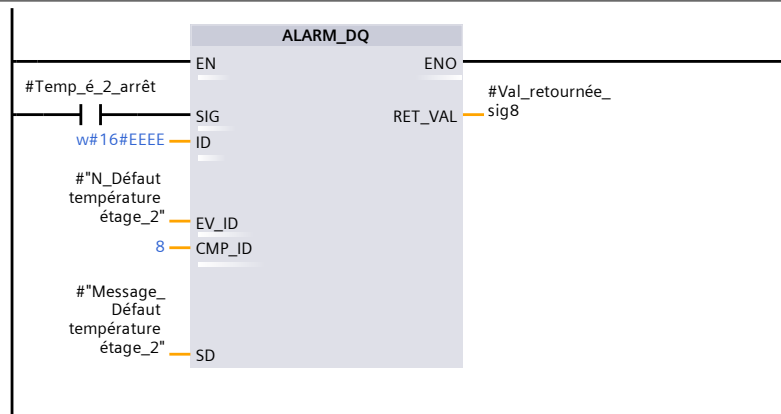 ALARM_DQ
EN
ENO
#Temp_é_2_arrêt
#Val_retournée_
sig8
SIG
RET_VAL
w#16#EEEE
ID
#"N_Défaut
température
étage_2"
EV_ID
8
CMP_ID
#"Message_
Défaut
température
étage_2"
SD